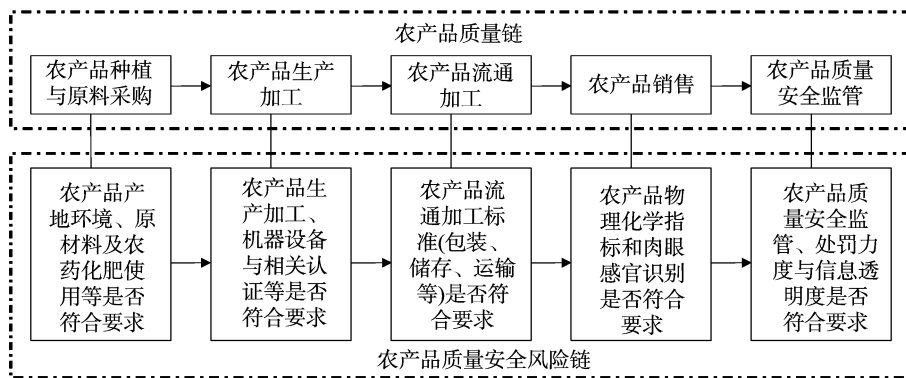 农产品质量链
农产品种植
与原料采购
农产品生产
加工
农产品流通
加工
农产品销售
农产品质量
安全监管
农产品产
地环境、原
材料及农
药化肥使
用等是否
符合要求
农产品生
产加工、
机器设备
与相关认
证等是否
符合要求
农产品流
通加工标
准(包装、
储存、运输
等)是否符
合要求
农产品物
理化学指
标和肉眼
感官识别
是否符合
要求
农产品质
量安全监
管、处罚力
度与信息透
明度是否
符合要求
农产品质量安全风险链